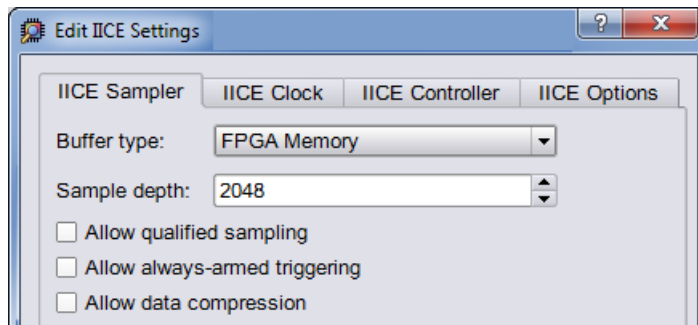 Edit IICE Settings
? X
IICE Sampler IICE Clock IICE Controller IICE Options
Buffer type: FPGA Memory
Sample depth: 2048
Allow qualified sampling
Allow always-armed triggering
Allow data compression